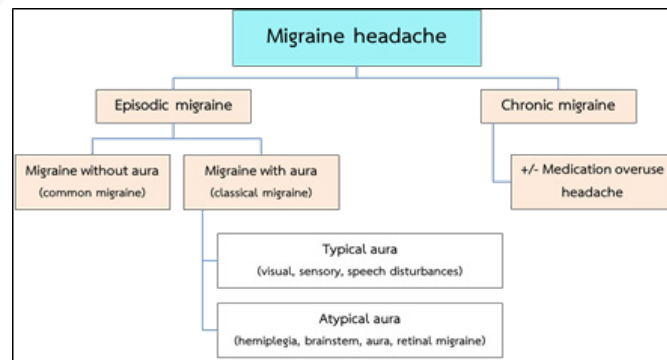 Migraine headache
Episodic migraine
Chronic migraine
Migraine without aura
(common migraine)
Migraine with aura
(classical migraine)
+/- Medication overuse
headache
Typical aura
(visual, sensory, speech disturbances)
Atypical aura
(hemiplegia, brainstem, aura, retinal migraine)